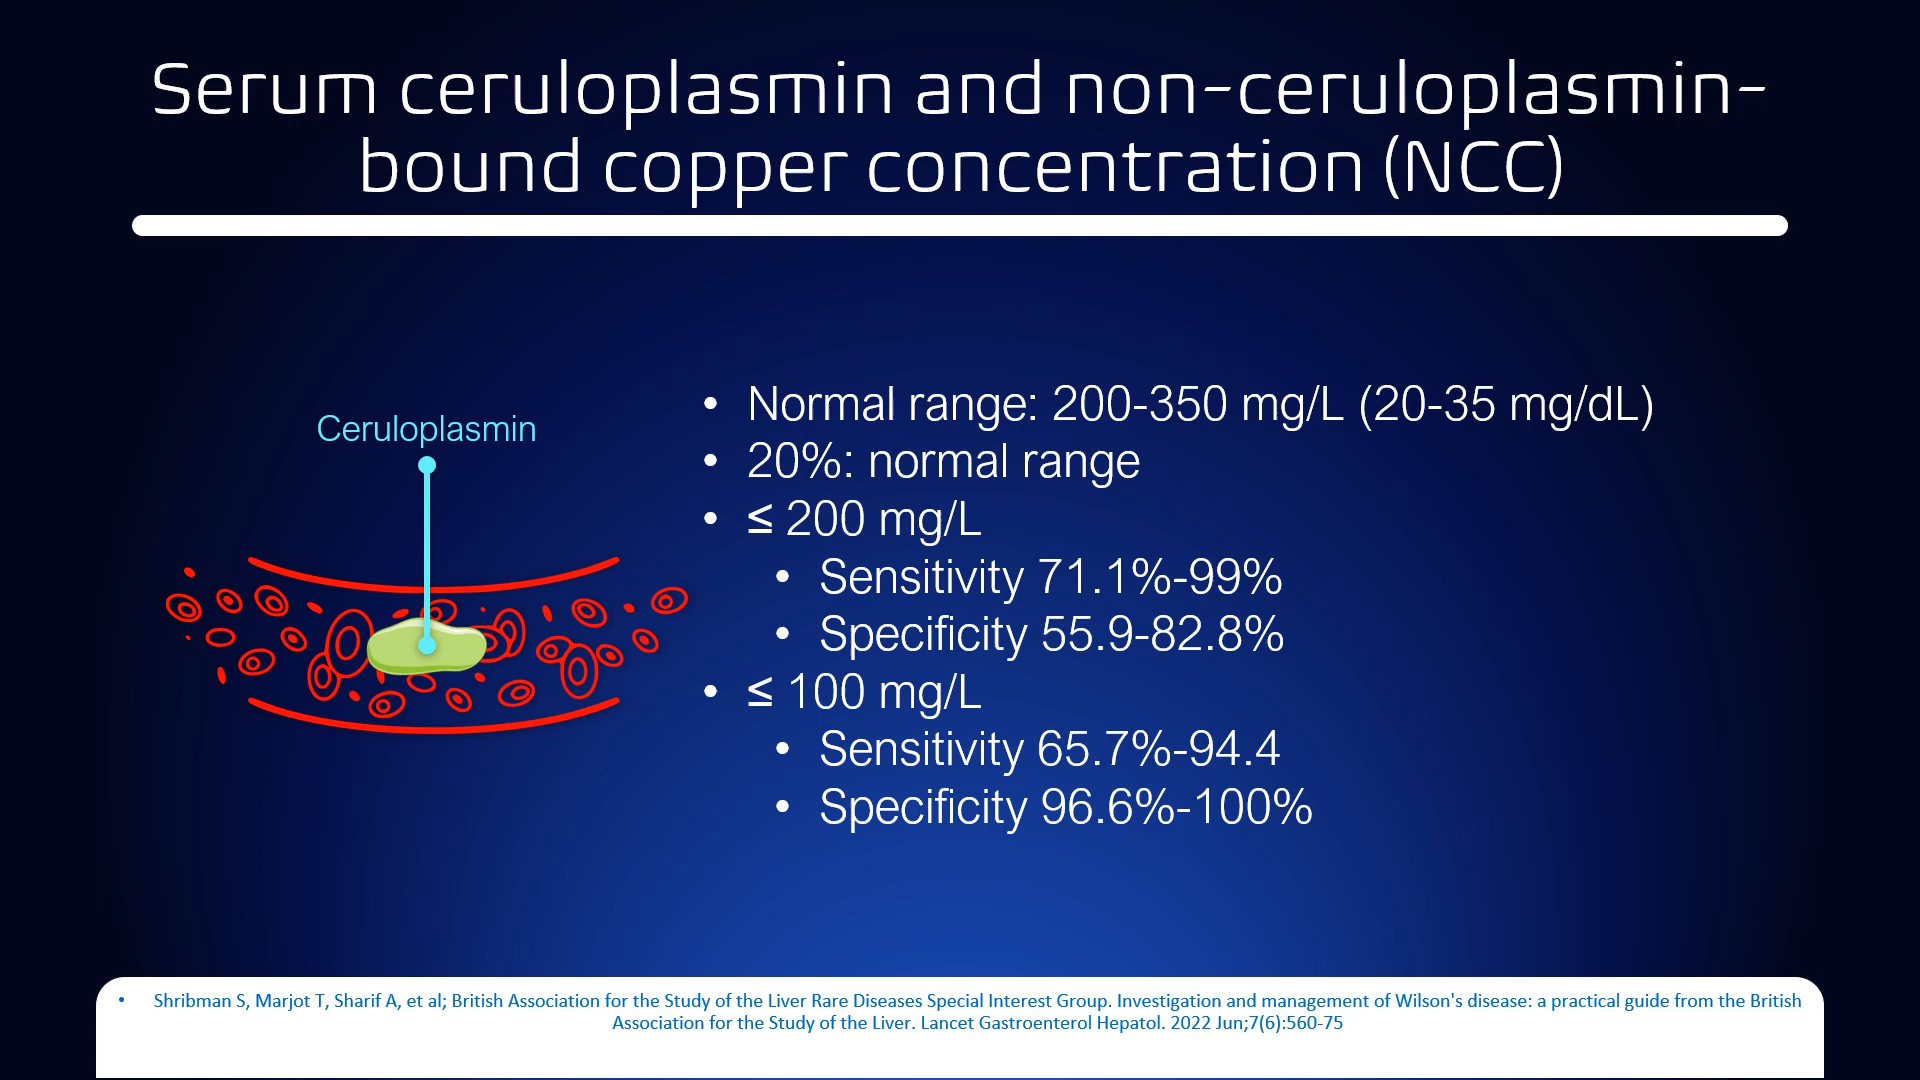 Serum ceruloplasmin and non-ceruloplasmin-
bound copper concentration (NCC)
Ceruloplasmin
• Normal range: 200-350 mg/L (20-35 mg/dL)
• 20%: normal range
• ≤ 200 mg/L
• Sensitivity 71.1%-99%
• Specificity 55.9-82.8%
• ≤ 100 mg/L
• Sensitivity 65.7%-94.4
• Specificity 96.6%-100%
• Shribman S, Marjot T, Sharif A, et al; British Association for the Study of the Liver Rare Diseases Special Interest Group. Investigation and management of Wilson's disease: a practical guide from the British
Association for the Study of the Liver. Lancet Gastroenterol Hepatol. 2022 Jun;7(6):560-75